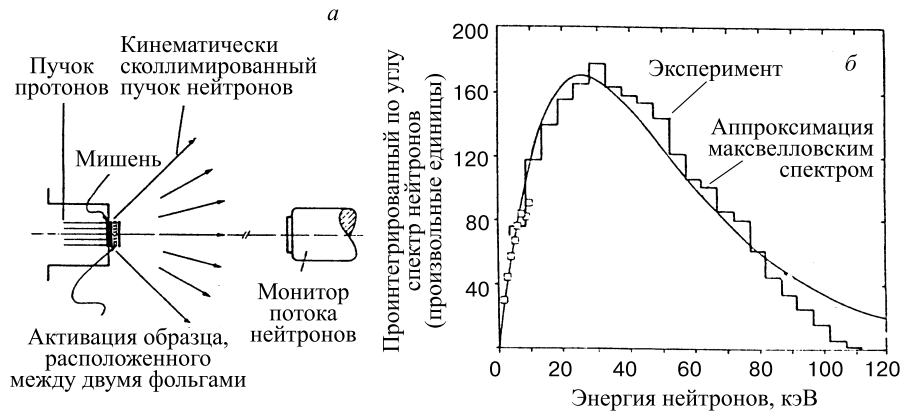 а
Кинематически
сколлимированный
пучок нейтронов
Пучок
протонов
Мишень
Монитор
потока
нейтронов
Активация образца,
расположенного
между двумя фольгами
б
Проинтегрированный по углу
спектр нейтронов
(произвольные единицы)
200
160
120
80
40
Эксперимент
Аппроксимация
максвелловским
спектром
0 20 40 60 80 100 120
Энергия нейтронов, кэВ